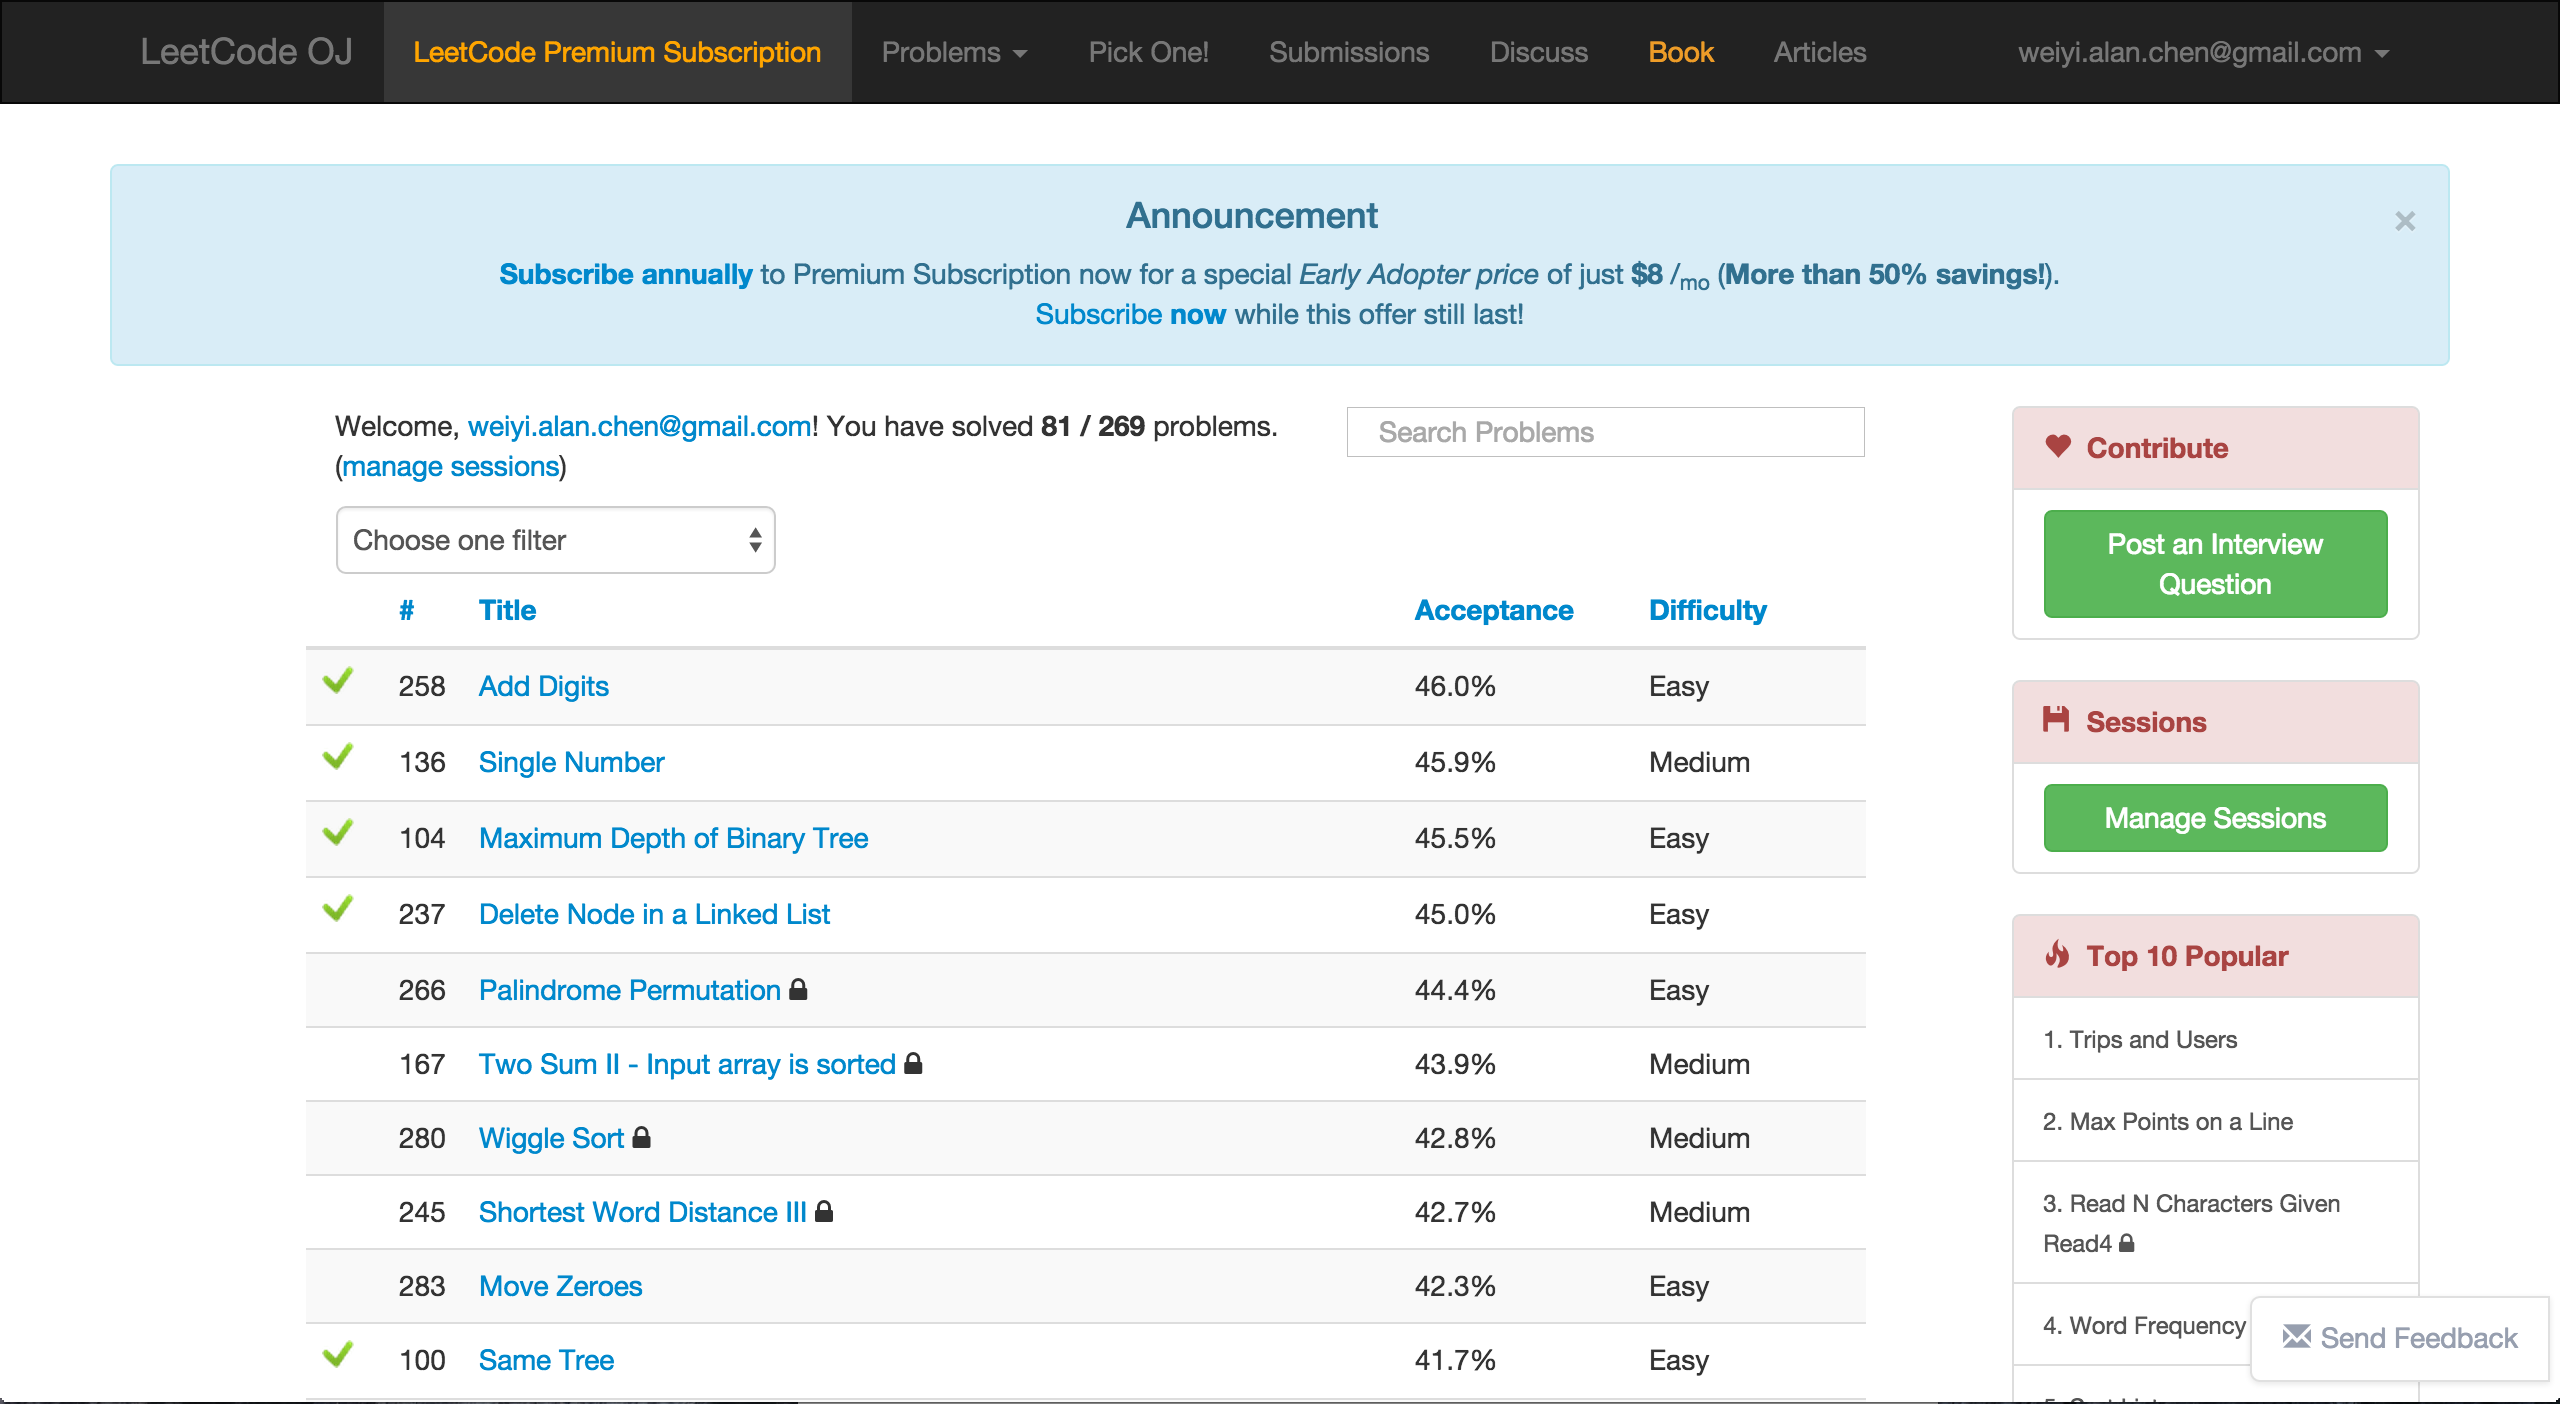 LeetCode OJ LeetCode Premium Subscription Problems Pick One! Submissions Discuss Book Articles weiyi.alan.chen@gmail.com
Announcement
×
Subscribe annually to Premium Subscription now for a special Early Adopter price of just $8 /mo (More than 50% savings!).
Subscribe now while this offer still last!
Welcome, weiyi.alan.chen@gmail.com! You have solved 81 / 269 problems.
(manage sessions)
Search Problems
Choose one filter
# Title Acceptance Difficulty
258 Add Digits 46.0% Easy
136 Single Number 45.9% Medium
104 Maximum Depth of Binary Tree 45.5% Easy
237 Delete Node in a Linked List 45.0% Easy
266 Palindrome Permutation 44.4% Easy
167 Two Sum II - Input array is sorted 43.9% Medium
280 Wiggle Sort 42.8% Medium
245 Shortest Word Distance III 42.7% Medium
283 Move Zeroes 42.3% Easy
100 Same Tree 41.7% Easy
Contribute
Post an Interview
Question
Sessions
Manage Sessions
Top 10 Popular
1. Trips and Users
2. Max Points on a Line
3. Read N Characters Given
Read4
4. Word Frequency
Send Feedback